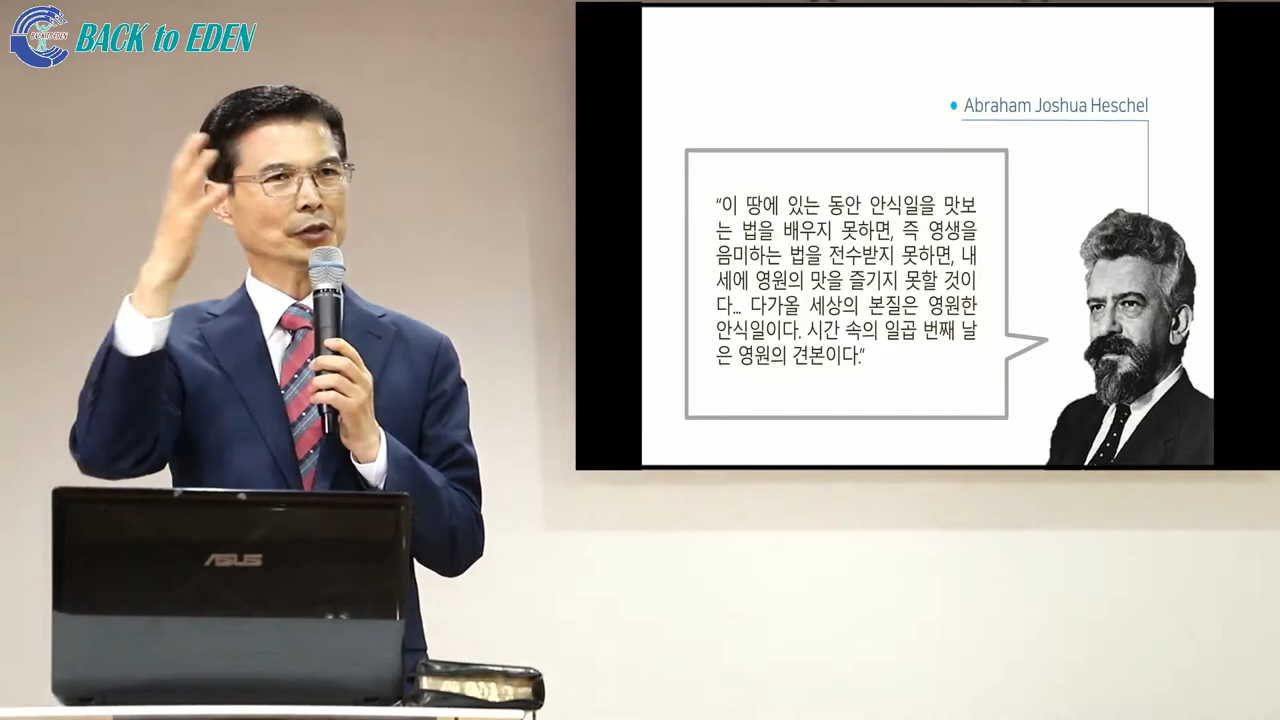 BACK to EDEN
BACK TO EDEN
Abraham Joshua Heschel
“이 땅에 있는 동안 안식일을 맛보
는 법을 배우지 못하면, 즉 영생을
음미하는 법을 전수받지 못하면, 내
세에 영원의 맛을 즐기지 못할 것이
다... 다가올 세상의 본질은 영원한
안식일이다. 시간 속의 일곱 번째 날
은 영원의 견본이다.”
ASUS